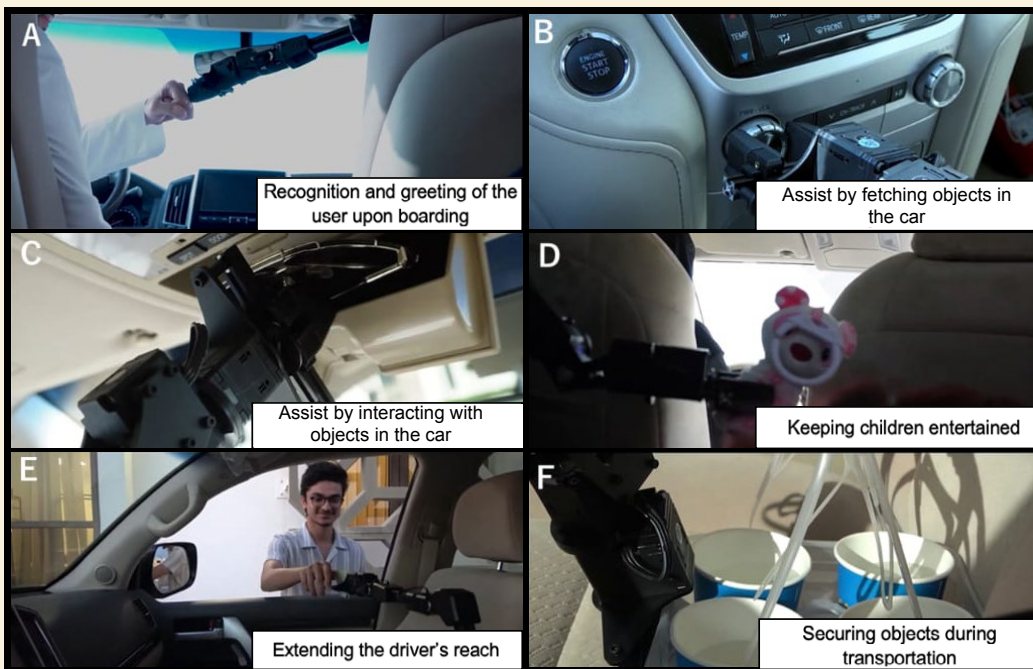 A
Recognition and greeting of the
user upon boarding
B
ENGINE
START
STOP
TEMP
AUTO
FRONT
REAR
Assist by fetching objects in
the car
C
Assist by interacting with
objects in the car
D
Keeping children entertained
E
Extending the driver's reach
F
Securing objects during
transportation